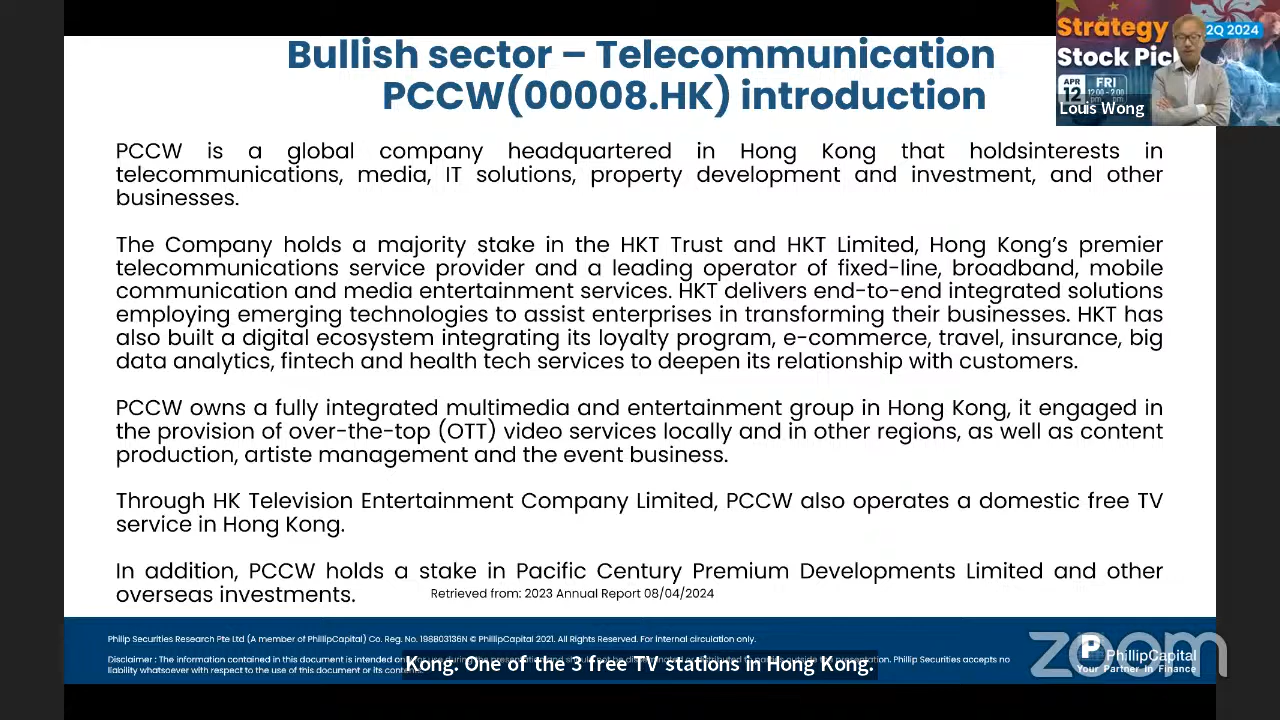 Bullish sector – Telecommunication
PCCW(00008.HK) introduction
Strategy
Stock Pic
2Q 2024
APR
12
FRI
Louis Wong
PCCW is a global company headquartered in Hong Kong that holdsinterests in
telecommunications, media, IT solutions, property development and investment, and other
businesses.
The Company holds a majority stake in the HKT Trust and HKT Limited, Hong Kong's premier
telecommunications service provider and a leading operator of fixed-line, broadband, mobile
communication and media entertainment services. HKT delivers end-to-end integrated solutions
employing emerging technologies to assist enterprises in transforming their businesses. HKT has
also built a digital ecosystem integrating its loyalty program, e-commerce, travel, insurance, big
data analytics, fintech and health tech services to deepen its relationship with customers.
PCCW owns a fully integrated multimedia and entertainment group in Hong Kong, it engaged in
the provision of over-the-top (OTT) video services locally and in other regions, as well as content
production, artiste management and the event business.
Through HK Television Entertainment Company Limited, PCCW also operates a domestic free TV
service in Hong Kong.
In addition, PCCW holds a stake in Pacific Century Premium Developments Limited and other
overseas investments.
Retrieved from: 2023 Annual Report 08/04/2024
Phillip Securities Research Pte Ltd (A member of PhillipCapital) Co. Reg. No. 198803136N © PhillipCapital 2021. All Rights Reserved. For internal circulation only.
Disclaimer : The information contained in this document is intended
presentation. Phillip Securities accepts no
liability whatsoever with respect to the use of this document or its
Kong. One of the 3 free TV stations in Hong Kong.
zoom
PhillipCapital
Your Partner In Finance